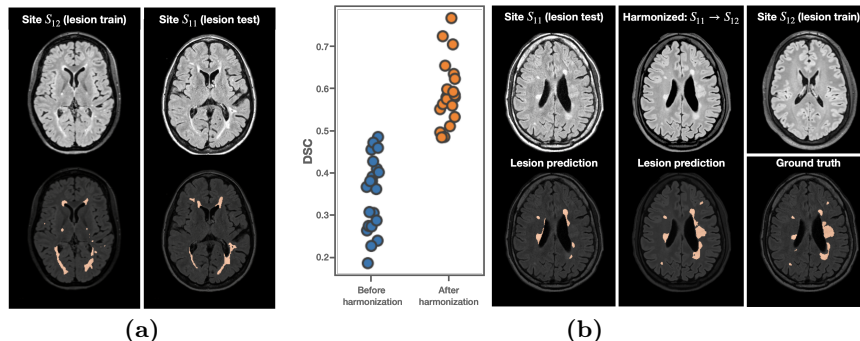 Site S₁₂ (lesion train)
Site S₁₁ (lesion test)
(a)
DSC
0.7
0.6
0.5
0.4
0.3
0.2
Before
harmonization
After
harmonization
Site S₁₁ (lesion test)
Harmonized: S₁₁ → S₁₂
Site S₁₂ (lesion train)
Lesion prediction
Lesion prediction
Ground truth
(b)